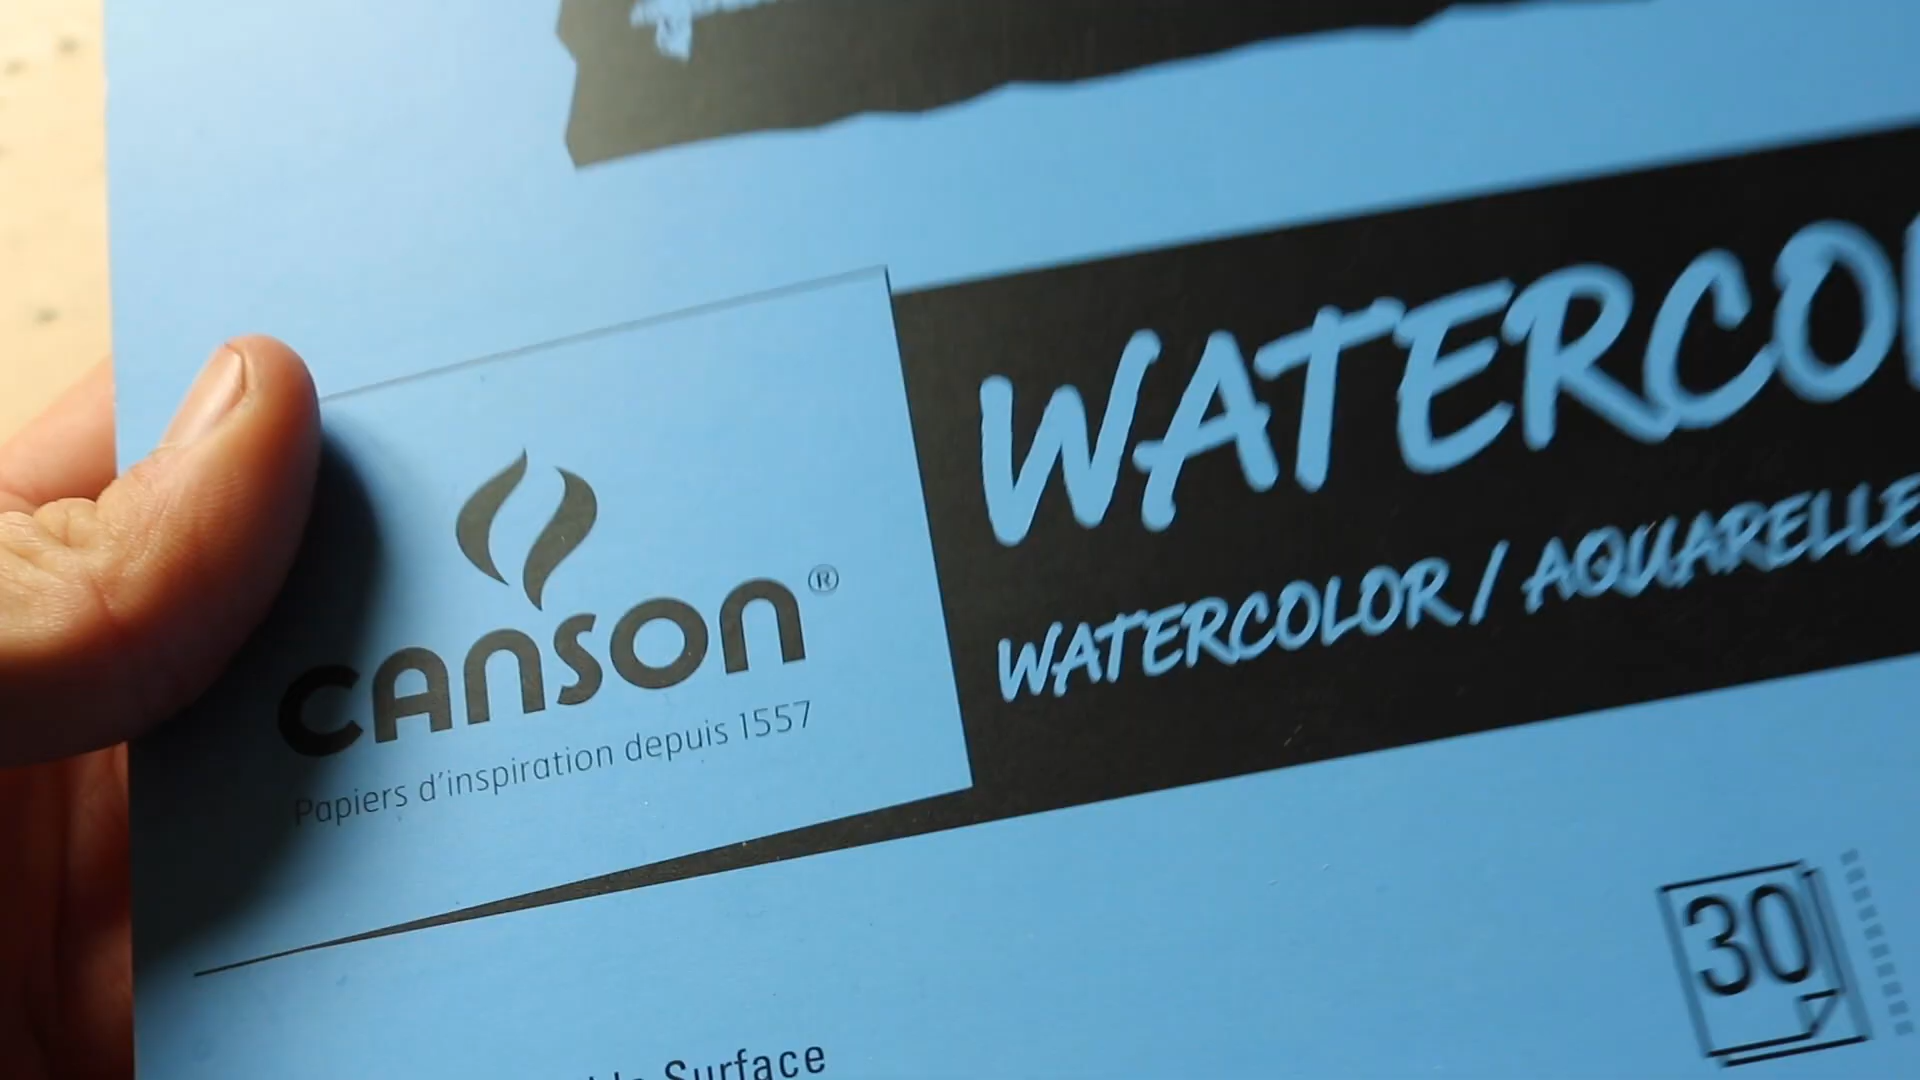 WATERCO
WATERCOLOR / AQUARELLE
CANSON®
Papiers d'inspiration depuis 1557
30
Surface